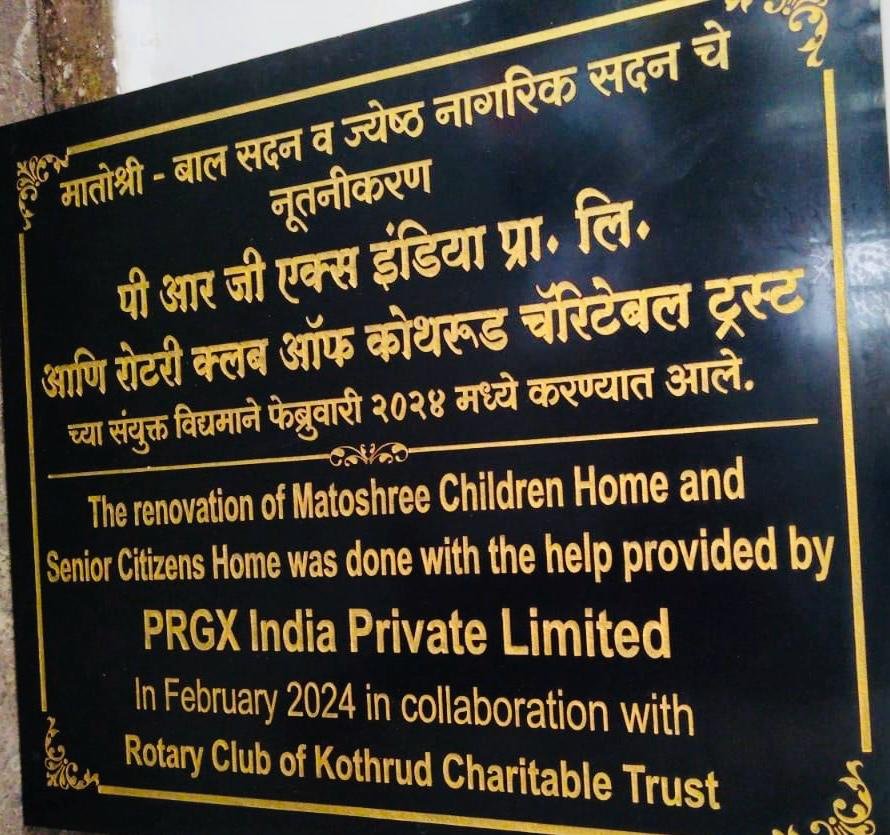 मातोश्री - बाल सदन व ज्येष्ठ नागरिक सदन चे
नूतनीकरण
पी आर जी एक्स इंडिया प्रा. लि.
आणि रोटरी क्लब ऑफ कोथरूड चॅरिटेबल ट्रस्ट
च्या संयुक्त विद्यमाने फेब्रुवारी २०२४ मध्ये करण्यात आले.
The renovation of Matoshree Children Home and
Senior Citizens Home was done with the help provided by
PRGX India Private Limited
In February 2024 in collaboration with
Rotary Club of Kothrud Charitable Trust